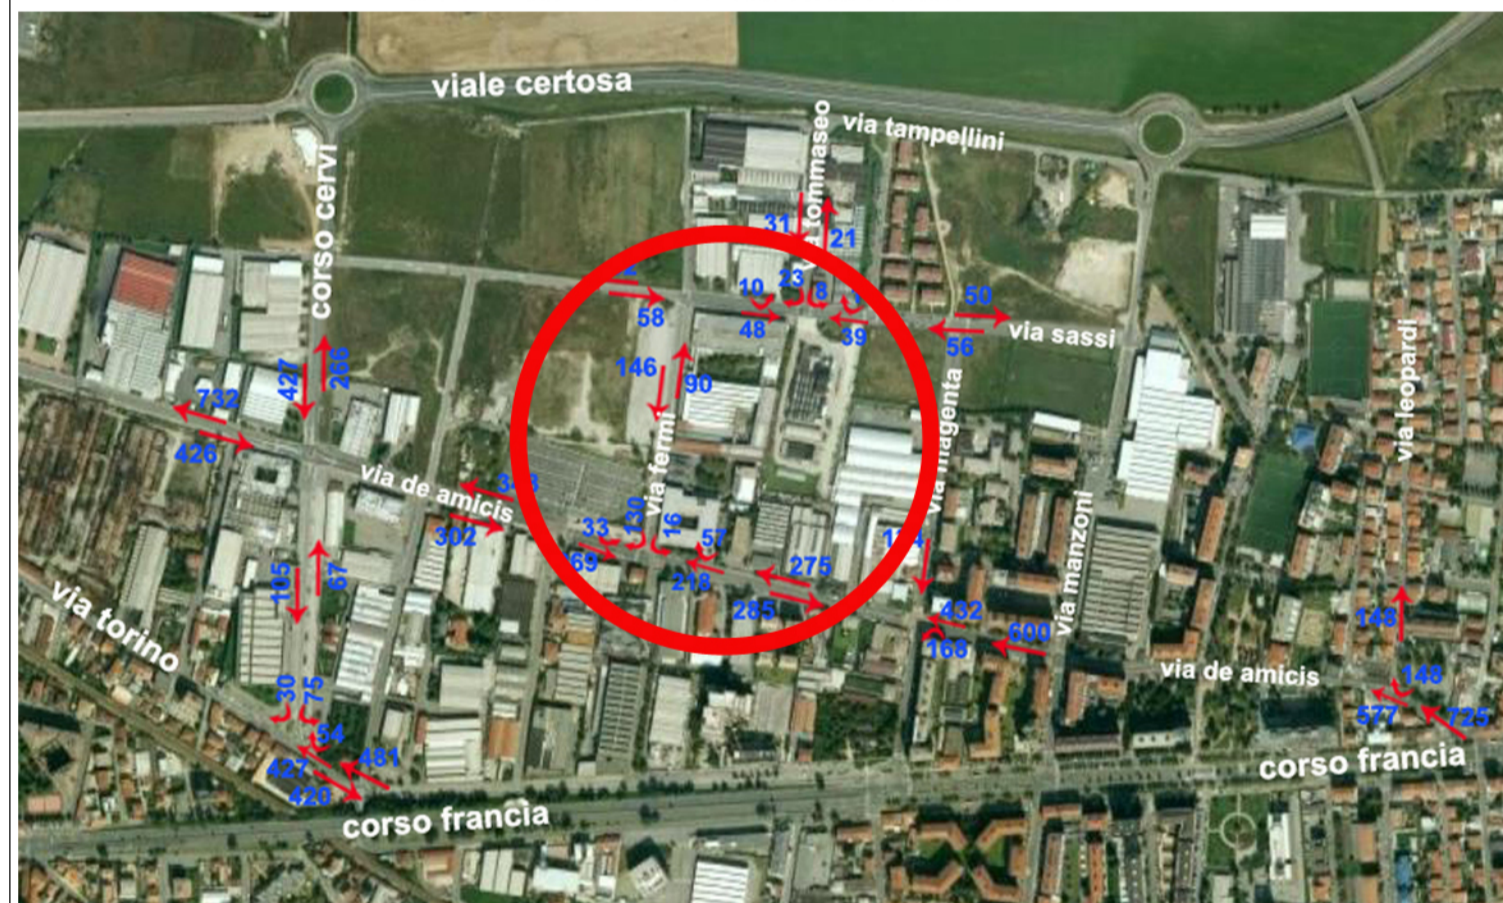 viale certosa
via tampellini
tommaseo
corso cervi
31
21
10
23
8
58
48
39
50
via sassi
56
146
90
427
266
732
426
via de amicis
302
via fermi
via magenta
via manzoni
via leopardi
33
130
16
57
69
218
275
285
432
168
600
148
via de amicis
148
577
725
105
67
via torino
30
75
54
427
481
420
corso francia
corso francia